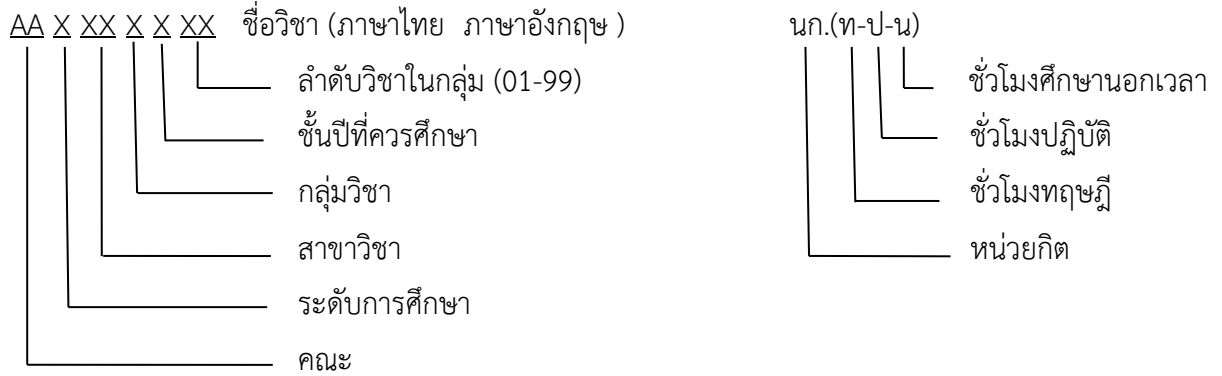 AA X XX X X XX ชื่อวิชา (ภาษาไทย ภาษาอังกฤษ ) นก.(ท-ป-น)
ลำดับวิชาในกลุ่ม (01-99) ชั่วโมงศึกษานอกเวลา
ชั้นปีที่ควรศึกษา ชั่วโมงปฏิบัติ
กลุ่มวิชา ชั่วโมงทฤษฎี
สาขาวิชา หน่วยกิต
ระดับการศึกษา
คณะ